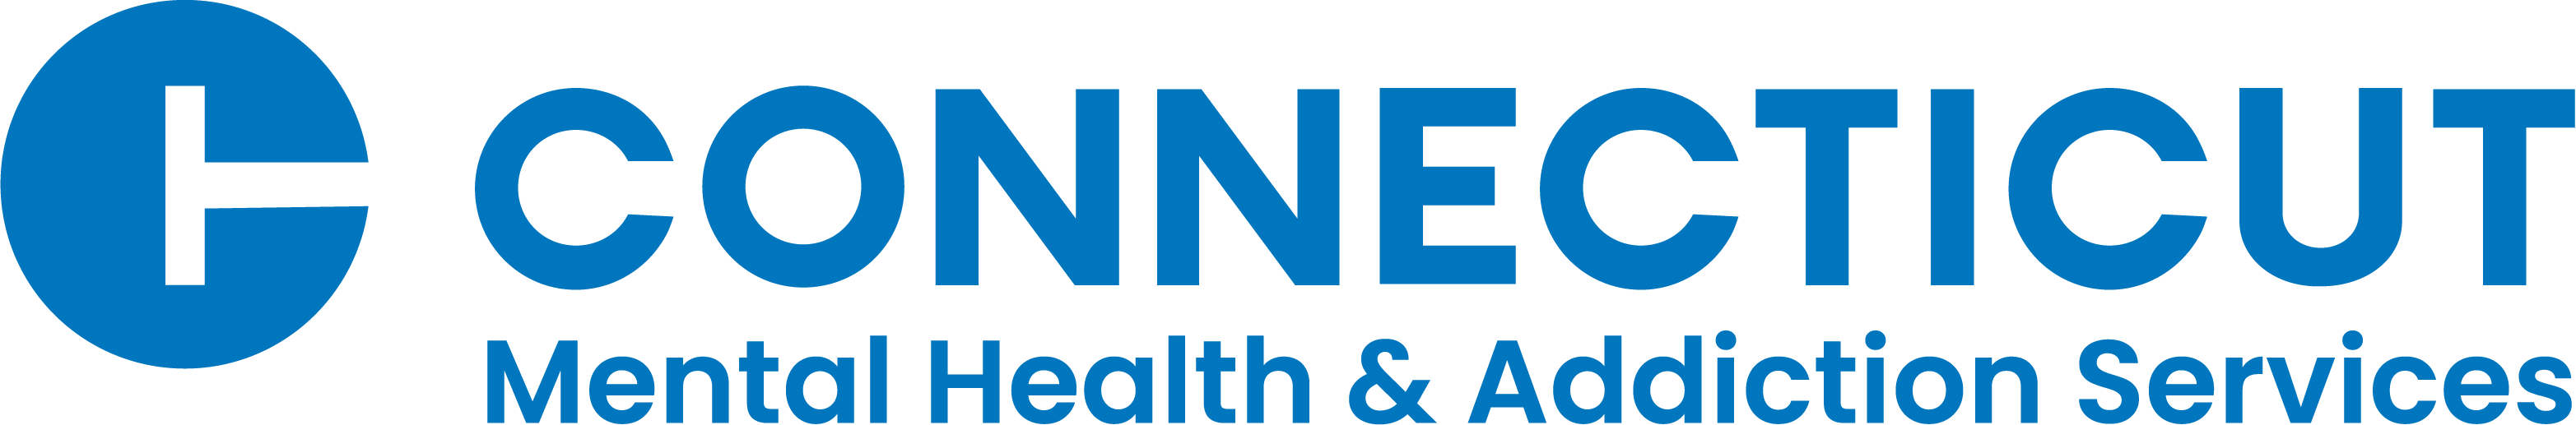 CONNECTICUT
Mental Health & Addiction Services